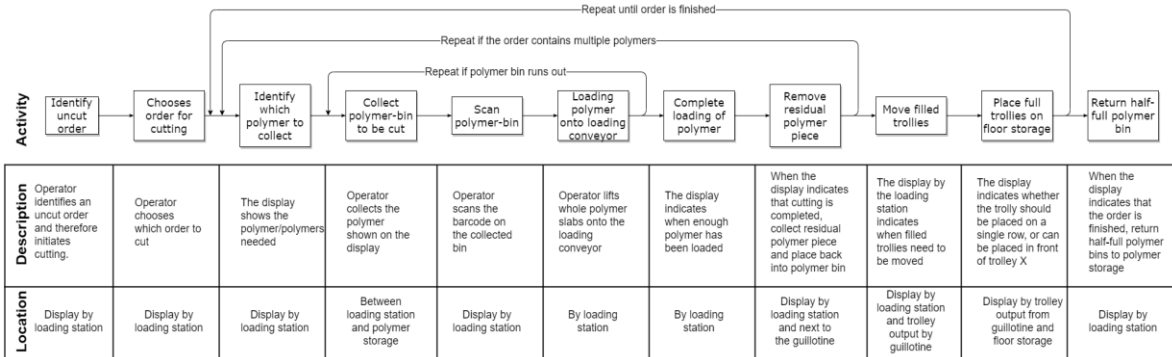 Repeat until order is finished
Repeat if the order contains multiple polymers
Repeat if polymer bin runs out
Activity
Identify
uncut
order
Chooses
order for
cutting
Identify
which
polymer to
collect
Collect
polymer-bin
to be cut
Scan
polymer-bin
Loading
polymer
onto loading
conveyor
Complete
loading of
polymer
Remove
residual
polymer
piece
Move filled
trollies
Place full
trollies on
floor storage
Return half-
full polymer
bin
Description
Operator
identifies an
uncut order
and therefore
initiates
cutting.
Operator
chooses
which order to
cut
The display
shows the
polymer/polymers
needed
Operator
collects the
polymer
shown on the
display
Operator
scans the
barcode on
the collected
bin
Operator lifts
whole polymer
slabs onto the
loading
conveyor
The display
indicates
when enough
polymer has
been loaded
When the
display indicates
that cutting is
completed,
collect residual
polymer piece
and place back
into polymer bin
The display by
the loading
station
indicates
when filled
trollies need to
be moved
The display
indicates whether
the trolly should
be placed on a
single row, or can
be placed in front
of trolley X
When the
display
indicates that
the order is
finished, return
half-full polymer
bins to polymer
storage
Location
Display by
loading station
Display by
loading station
Display by
loading station
Between
loading station
and polymer
storage
Display by
loading station
By loading
station
By loading
station
Display by
loading station
and next to
the guillotine
Display by
loading station
and trolley
output by
guillotine
Display by trolley
output from
guillotine and
floor storage
Display by
loading station